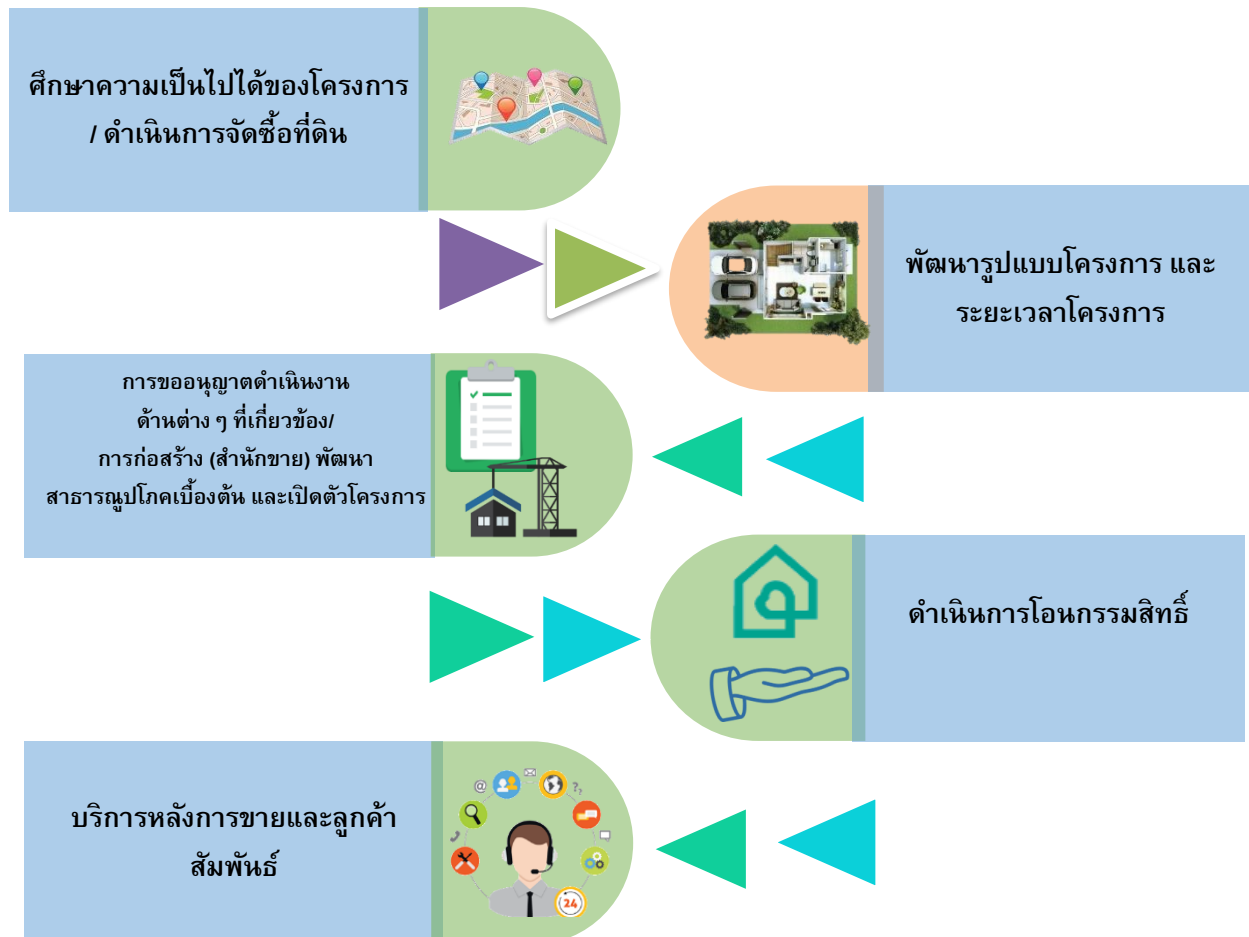 ศึกษาความเป็นไปได้ของโครงการ
/ ดำเนินการจัดซื้อที่ดิน
พัฒนารูปแบบโครงการ และ
ระยะเวลาโครงการ
การขออนุญาตดำเนินงาน
ด้านต่าง ๆ ที่เกี่ยวข้อง/
การก่อสร้าง (สำนักขาย) พัฒนา
สาธารณูปโภคเบื้องต้น และเปิดตัวโครงการ
ดำเนินการโอนกรรมสิทธิ์
บริการหลังการขายและลูกค้า
สัมพันธ์
@
??
24